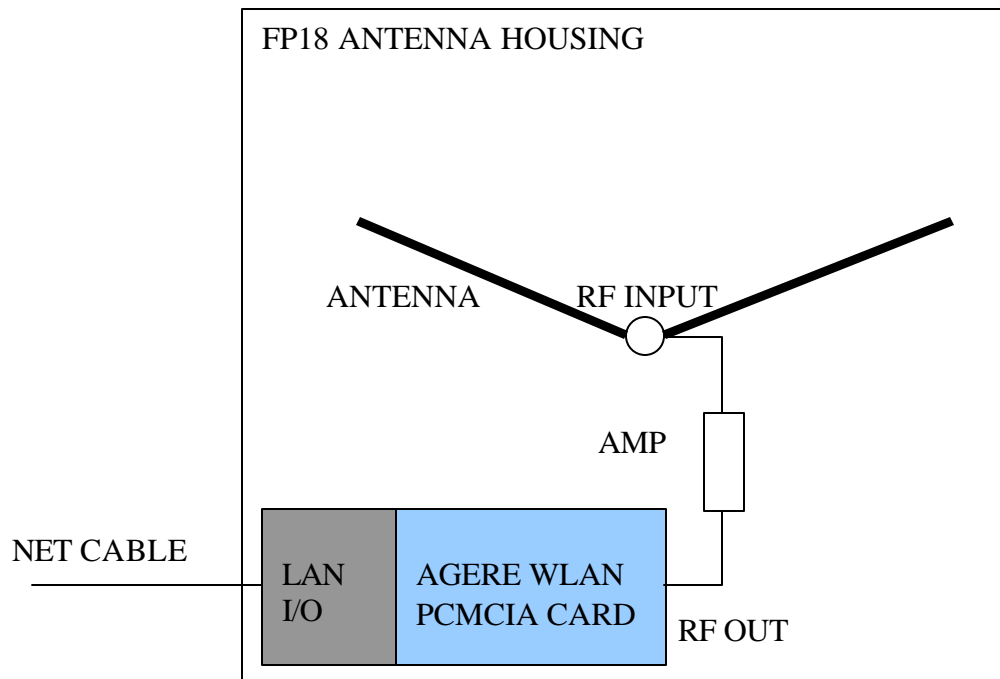 FP18 ANTENNA HOUSING
ANTENNA
RF INPUT
AMP
NET CABLE
LAN
I/O
AGERE WLAN
PCMCIA CARD
RF OUT